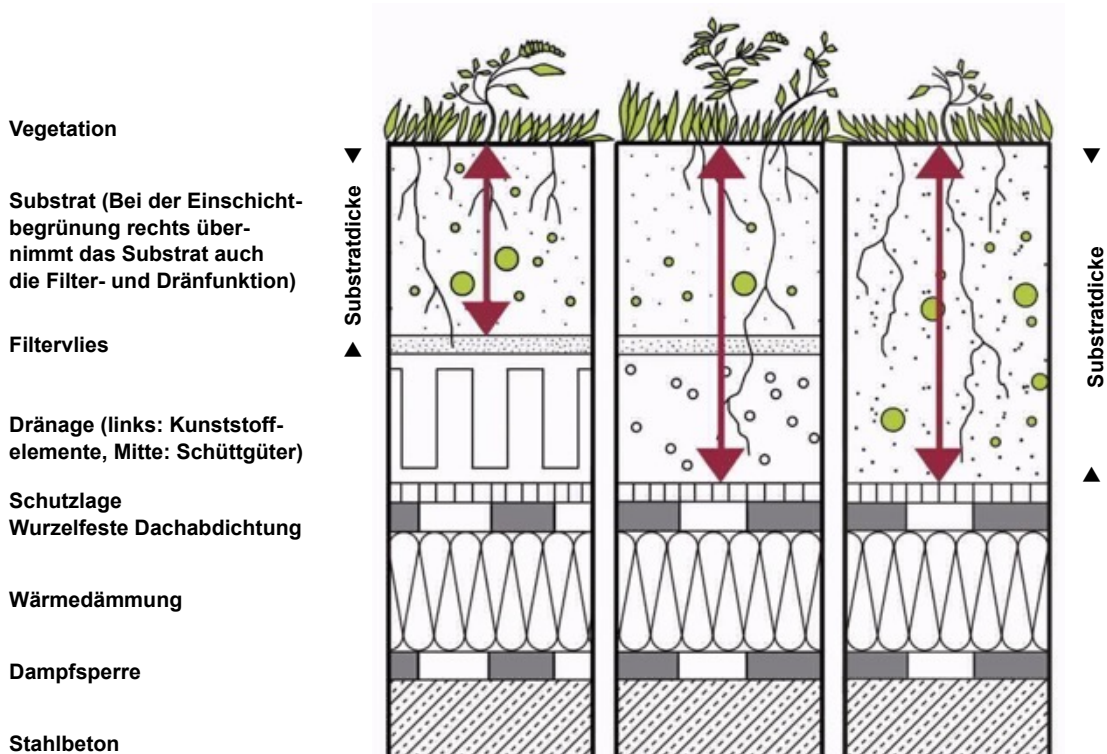 Vegetation
Substrat (Bei der Einschicht-
begrünung rechts über-
nimmt das Substrat auch
die Filter- und Dränfunktion)
Filtervlies
Dränage (links: Kunststoff-
elemente, Mitte: Schüttgüter)
Schutzlage
Wurzelfeste Dachabdichtung
Wärmedämmung
Dampfsperre
Stahlbeton
Substratdicke
Substratdicke